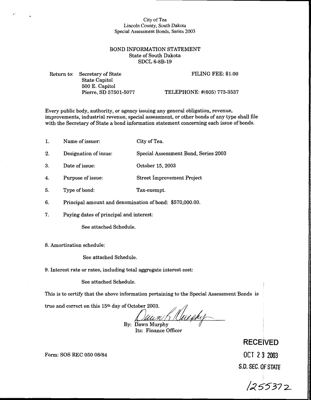 City of Tea
Lincoln County, South Dakota
Special Assessment Bonds, Series 2003
BOND INFORMATION STATEMENT
State of South Dakota
SDCL 6-8B-19
Return to: Secretary of State FILING FEE: $1.00
State Capitol
500 E. Capitol
Pierre, SD 57501-5077 TELEPHONE: #(605) 773-3537
Every public body, authority, or agency issuing any general obligation, revenue,
improvements, industrial revenue, special assessment, or other bonds of any type shall file
with the Secretary of State a bond information statement concerning each issue of bonds.
1. Name of issuer: City of Tea.
2. Designation of issue: Special Assessment Bond, Series 2003
3. Date of issue: October 15, 2003
4. Purpose of issue: Street Improvement Project
5. Type of bond: Tax-exempt.
6. Principal amount and denomination of bond: $570,000.00.
7. Paying dates of principal and interest:
See attached Schedule.
8. Amortization schedule:
See attached Schedule.
9. Interest rate or rates, including total aggregate interest cost:
See attached Schedule.
This is to certify that the above information pertaining to the Special Assessment Bonds is
true and correct on this 15th day of October 2003.
Dawn R Murphy
By: Dawn Murphy
Its: Finance Officer
RECEIVED
Form: SOS REC 050 08/84 OCT 23 2003
S.D. SEC. OF STATE
1255372